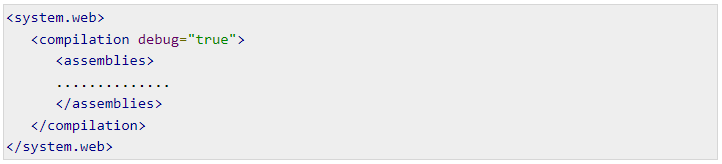 <system.web>
<compilation debug="true">
<assemblies>
..............
</assemblies>
</compilation>
</system.web>